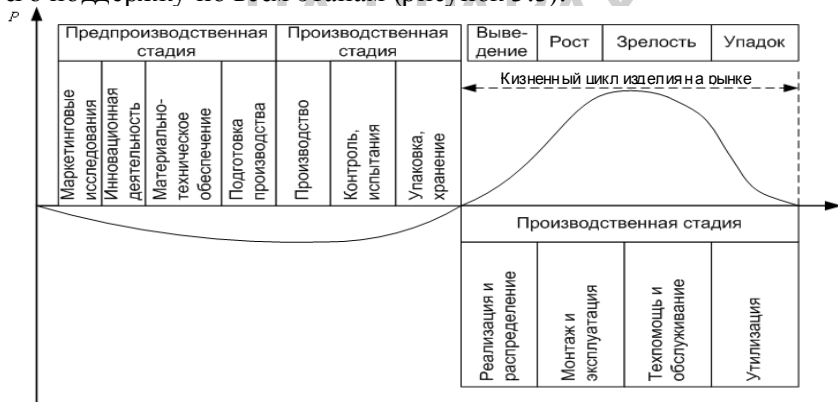 P
Предпроизводственная
стадия
Производственная
стадия
Выве-
дение
Рост
Зрелость
Упадок
Кизненный цикл изделия на рынке
Маркетинговые
исследования
Инновационная
деятельность
Материально-
техническое
обеспечение
Подготовка
производства
Производство
Контроль,
испытания
Упаковка,
хранение
Производственная стадия
Реализация и
распределение
Монтаж и
эксплуатация
Техпомощь и
обслуживание
Утилизация